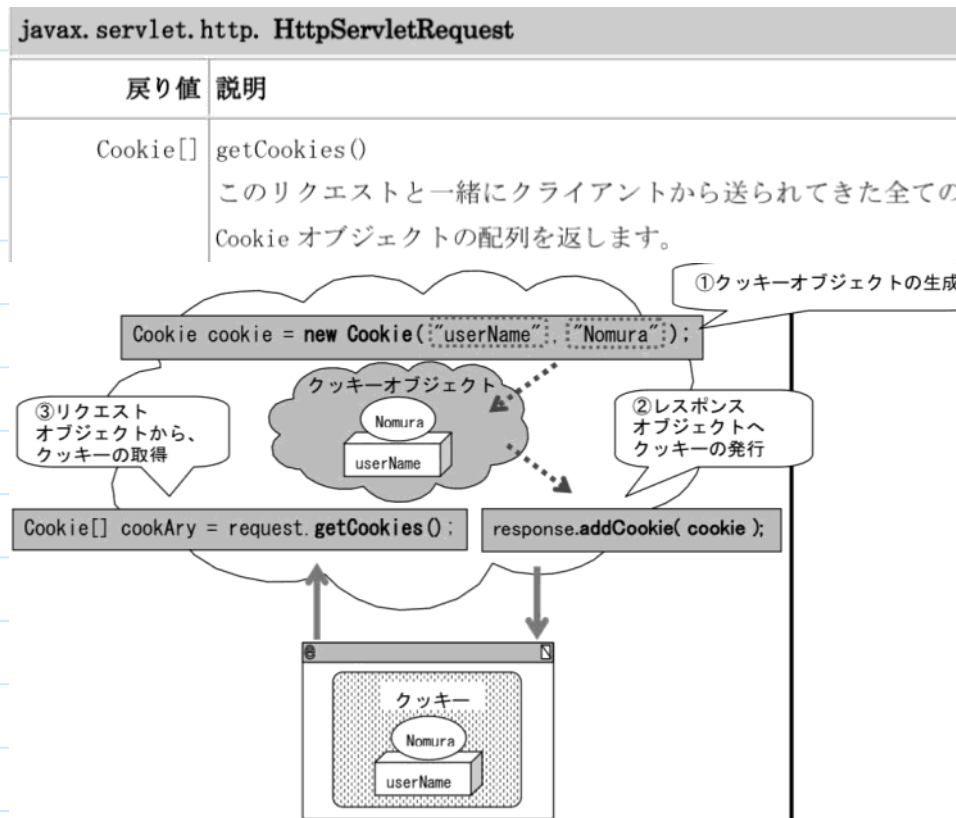 javax.servlet.http. HttpServletRequest
戻り値 説明
Cookie[] getCookies()
このリクエストと一緒にクライアントから送られてきた全ての
Cookie オブジェクトの配列を返します。
①クッキーオブジェクトの生成
Cookie cookie = new Cookie("userName", "Nomura");
クッキーオブジェクト
Nomura
userName
③リクエスト
オブジェクトから、
クッキーの取得
②レスポンス
オブジェクトへ
クッキーの発行
Cookie[] cookAry = request.getCookies();
response.addCookie( cookie );
e
クッキー
Nomura
userName